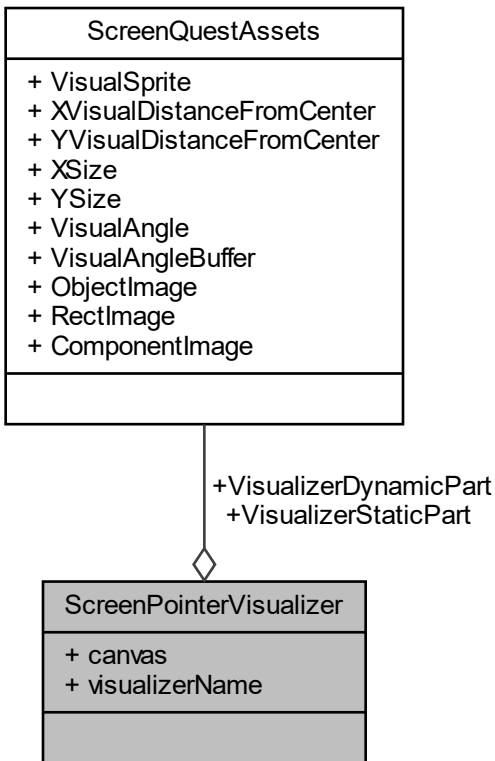 ScreenQuestAssets
+ VisualSprite
+ XVisualDistanceFromCenter
+ YVisualDistanceFromCenter
+ XSize
+ YSize
+ VisualAngle
+ VisualAngleBuffer
+ ObjectImage
+ RectImage
+ ComponentImage
+VisualizerDynamicPart
+VisualizerStaticPart
ScreenPointerVisualizer
+ canvas
+ visualizerName